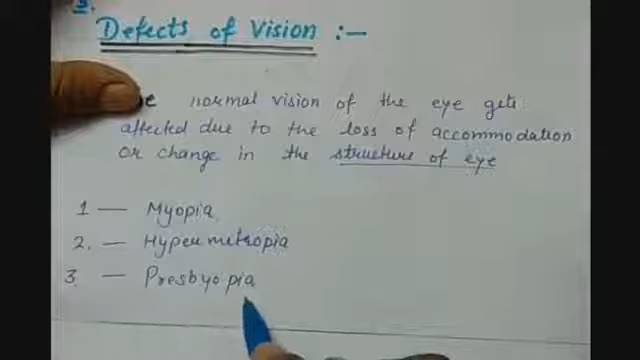 3.
Defects of Vision :-
normal vision of the eye gets
affected due to the loss of accommodation
or change in the structure of eye
1 — Myopia
2. — Hypermetropia
3. — Presbyopia